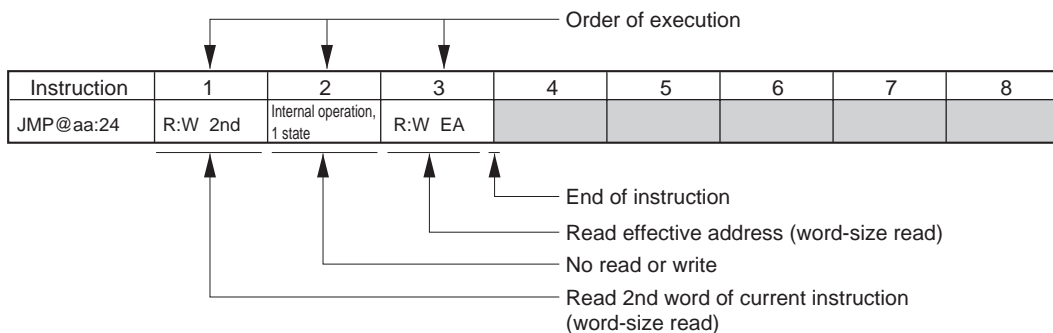 Order of execution
Instruction 1 2 3 4 5 6 7 8
JMP@aa:24 R:W 2nd Internal operation, R:W EA
1 state
End of instruction
Read effective address (word-size read)
No read or write
Read 2nd word of current instruction
(word-size read)